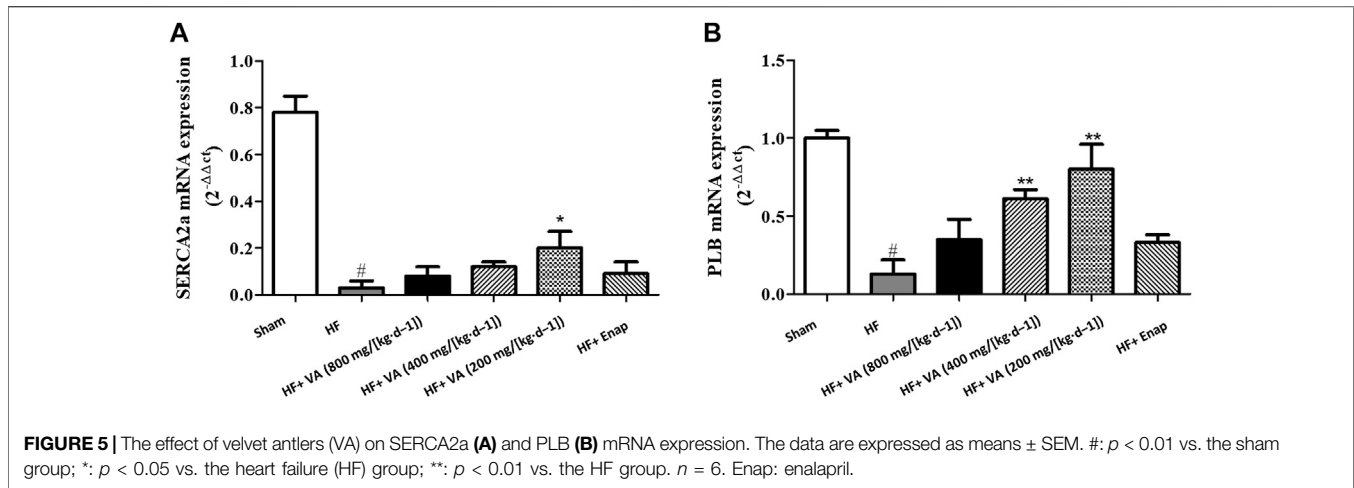 A
SERCA2a mRNA expression
(2-ΔΔct)
1.0
0.8
0.6
0.4
0.2
0.0
#
*
Sham
HF
HF+ VA (800 mg/[kg·d–1])
HF+ VA (400 mg/[kg·d–1])
HF+ VA (200 mg/[kg·d–1])
HF+ Enap
B
PLB mRNA expression
(2-ΔΔct)
1.5
1.0
0.5
0.0
#
**
**
Sham
HF
HF+ VA (800 mg/[kg·d–1])
HF+ VA (400 mg/[kg·d–1])
HF+ VA (200 mg/[kg·d–1])
HF+ Enap
FIGURE 5 | The effect of velvet antlers (VA) on SERCA2a (A) and PLB (B) mRNA expression. The data are expressed as means ± SEM. #: p < 0.01 vs. the sham
group; *: p < 0.05 vs. the heart failure (HF) group; **: p < 0.01 vs. the HF group. n = 6. Enap: enalapril.